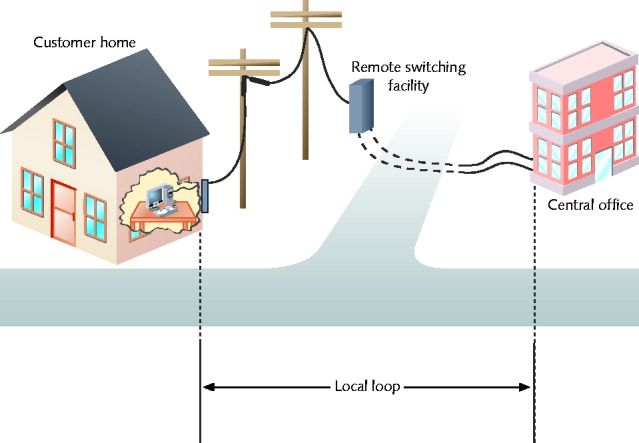 Customer home
Remote switching
facility
Central office
Local loop